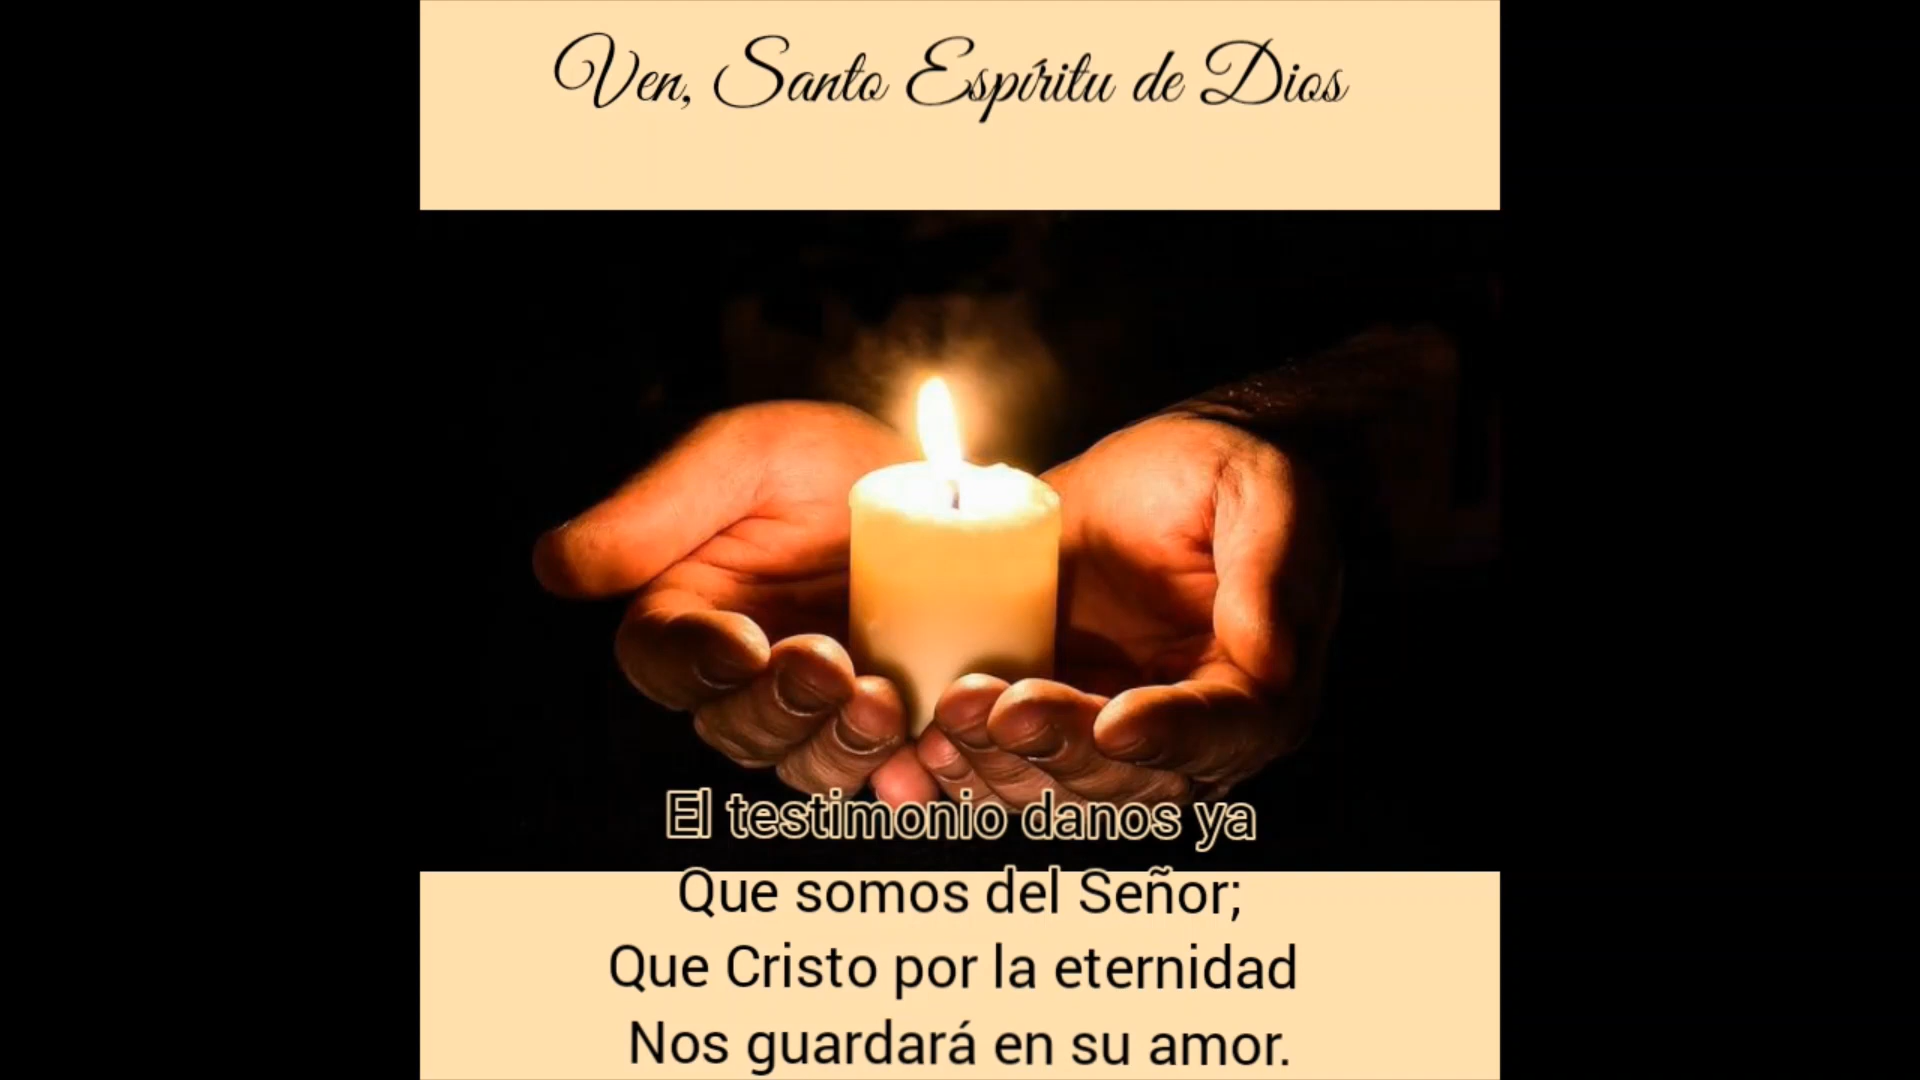 Ven, Santo Espíritu de Dios
El testimonio danos ya
Que somos del Señor;
Que Cristo por la eternidad
Nos guardará en su amor.